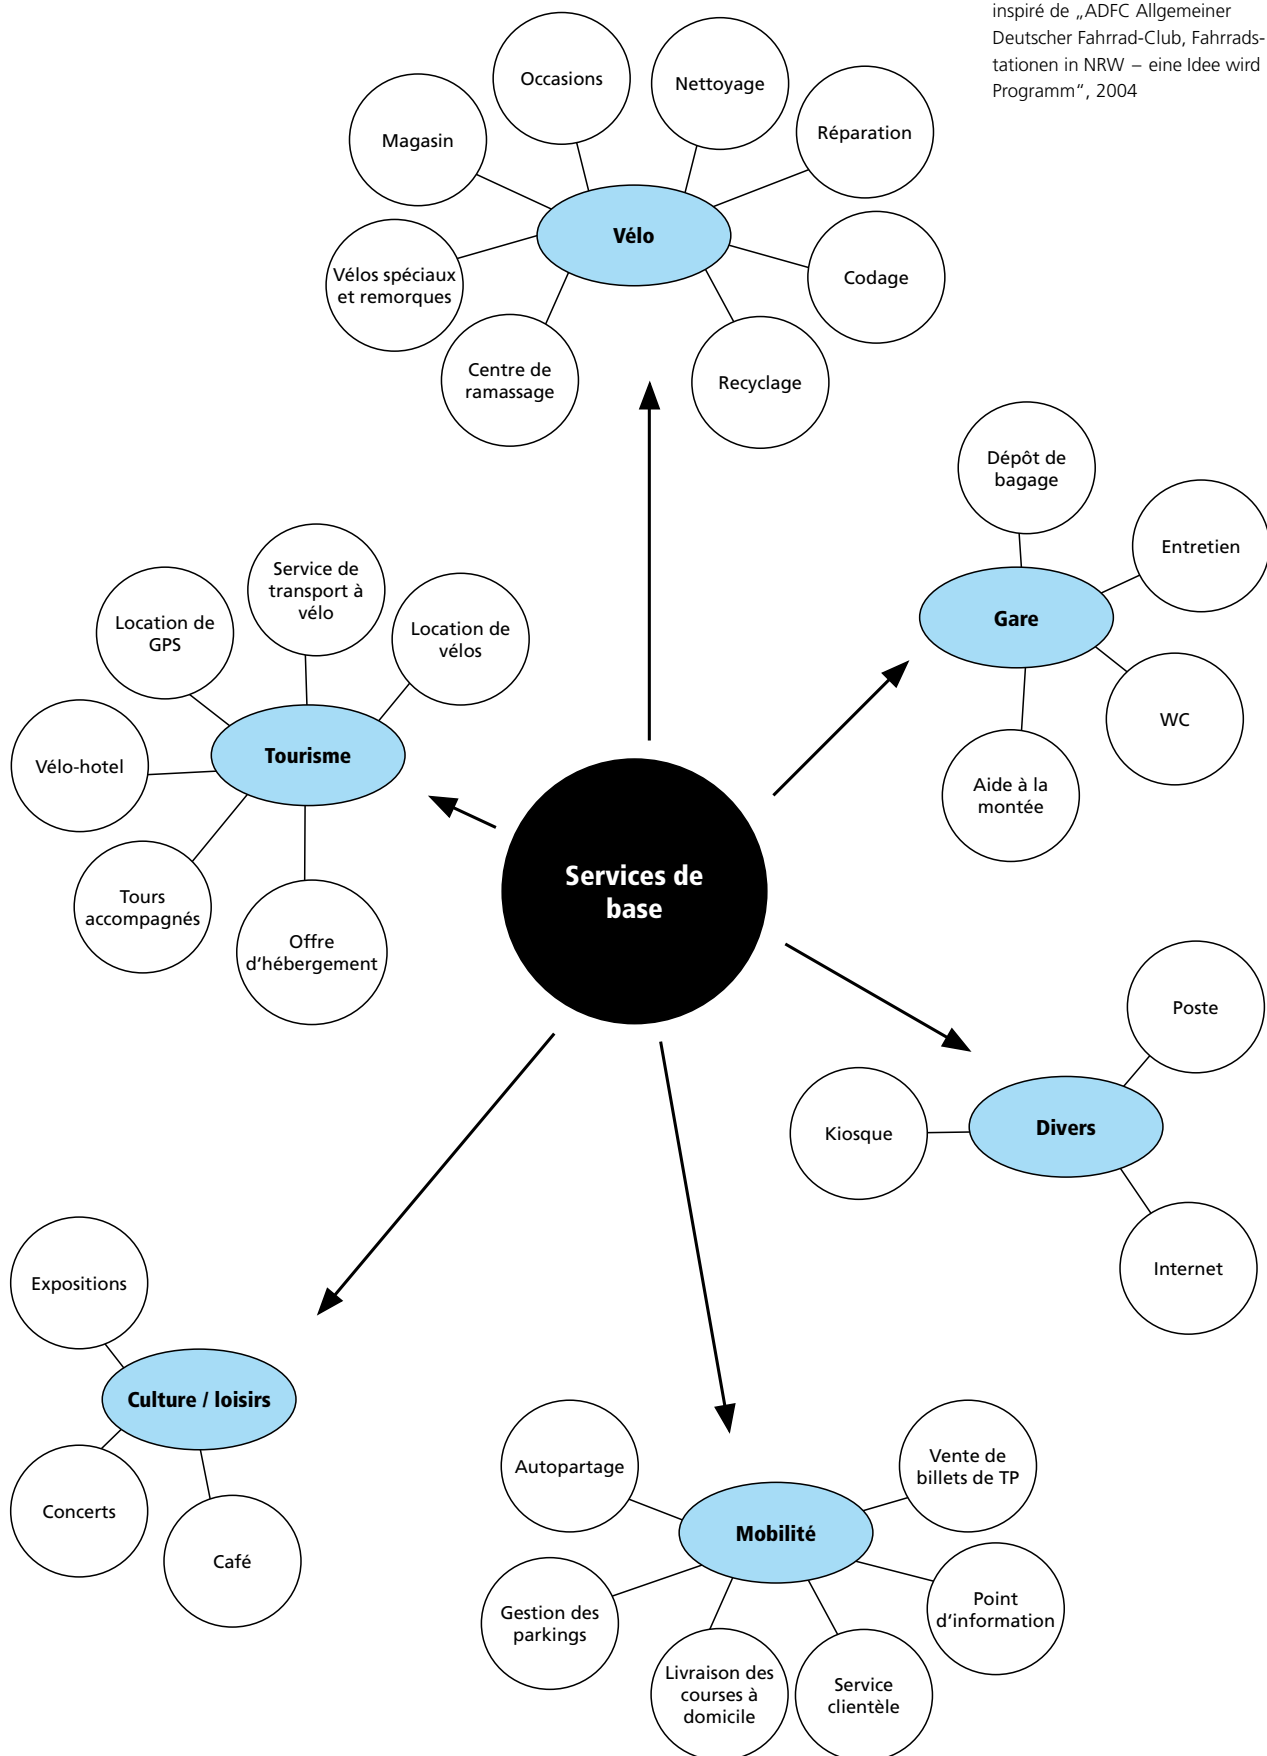 inspiré de „ADFC Allgemeiner
Deutscher Fahrrad-Club, Fahrrads-
tationen in NRW – eine Idee wird
Programm“, 2004
Occasions
Nettoyage
Magasin
Réparation
Vélo
Vélos spéciaux
et remorques
Codage
Centre de
ramassage
Recyclage
Dépôt de
bagage
Entretien
Gare
WC
Aide à la
montée
Service de
transport à
vélo
Location de
GPS
Location de
vélos
Tourisme
Vélo-hotel
Tours
accompagnés
Offre
d‘hébergement
Services de
base
Poste
Kiosque
Divers
Internet
Expositions
Culture / loisirs
Concerts
Café
Autopartage
Vente de
billets de TP
Mobilité
Gestion des
parkings
Point
d‘information
Livraison des
courses à
domicile
Service
clientèle